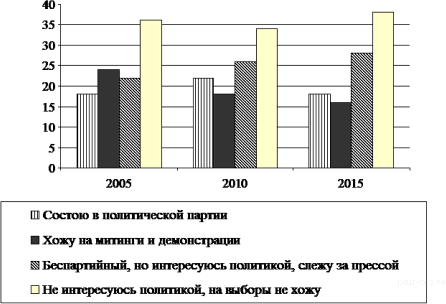 40
35
30
25
20
15
10
5
0
2005 2010 2015
Состою в политической партии
Хожу на митинги и демонстрации
Беспартийный, но интересуюсь политикой, слежу за прессой
Не интересуюсь политикой, на выборы не хожу